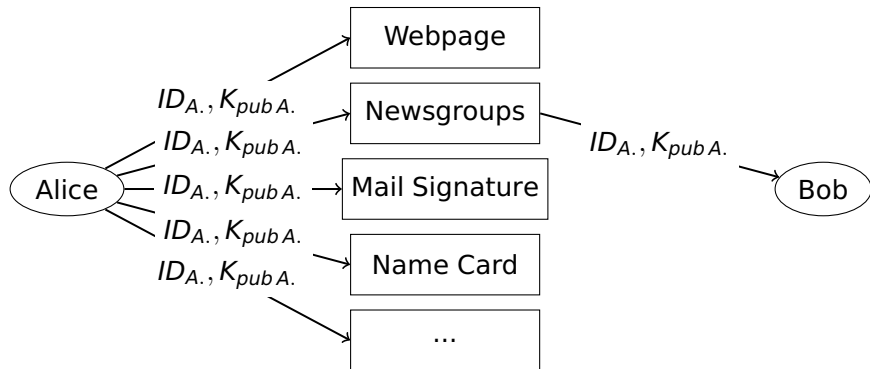 Webpage
ID_A., K_pub A.
Newsgroups
ID_A., K_pub A.
ID_A., K_pub A.
Alice
ID_A., K_pub A.
Mail Signature
Bob
ID_A., K_pub A.
Name Card
ID_A., K_pub A.
...